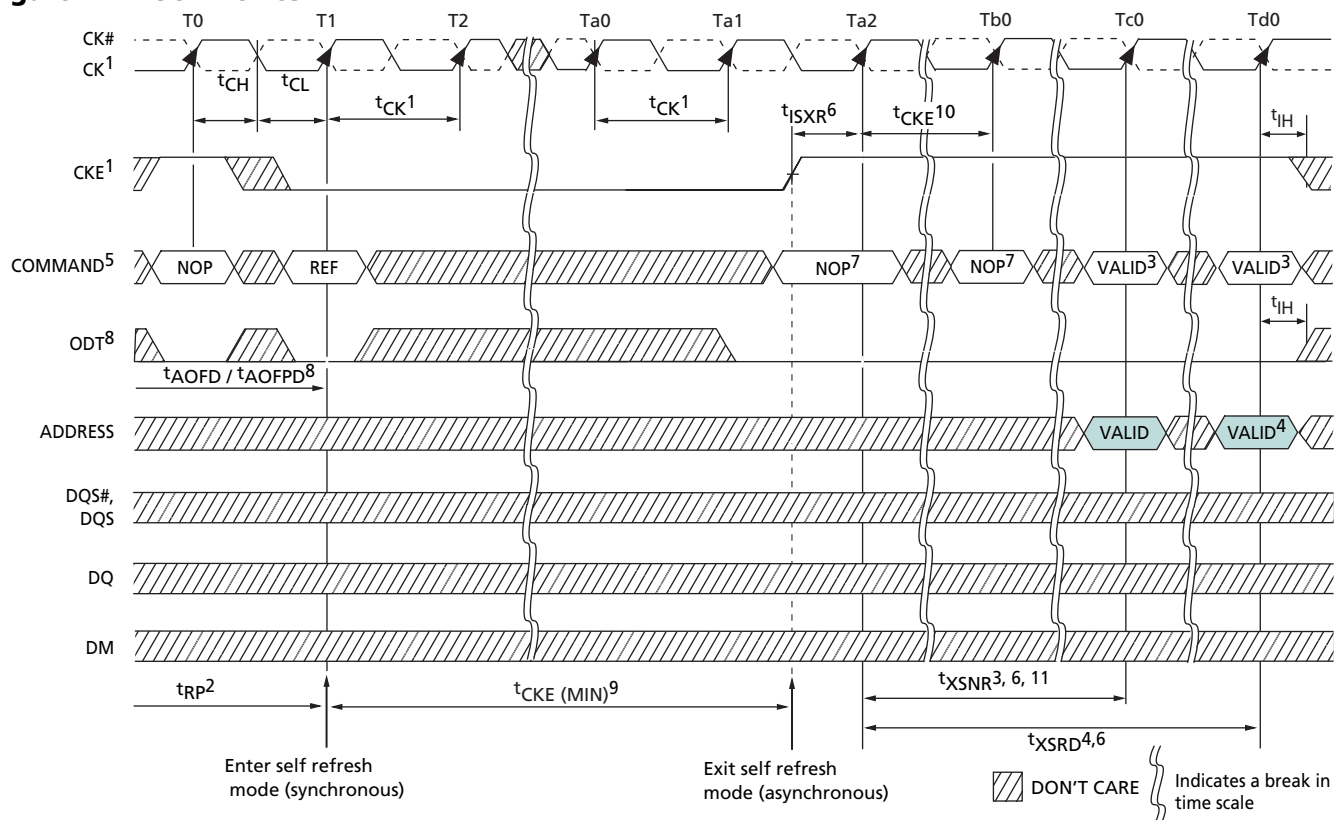 T0 T1 T2 Ta0 Ta1 Ta2 Tb0 Tc0 Td0
CK#
CK1
tCH tCL
tCK1 tCK1 tISXR6 tCKE10 tIH
CKE1
COMMAND5 NOP REF NOP7 NOP7 VALID3 VALID3
tIH
ODT8
tAOFD / tAOFPD8
ADDRESS VALID VALID4
DQS#,
DQS
DQ
DM
tRP2 tCKE (MIN)9 tXSNR3, 6, 11
tXSRD4,6
Enter self refresh
mode (synchronous)
Exit self refresh
mode (asynchronous)
DON'T CARE
Indicates a break in
time scale